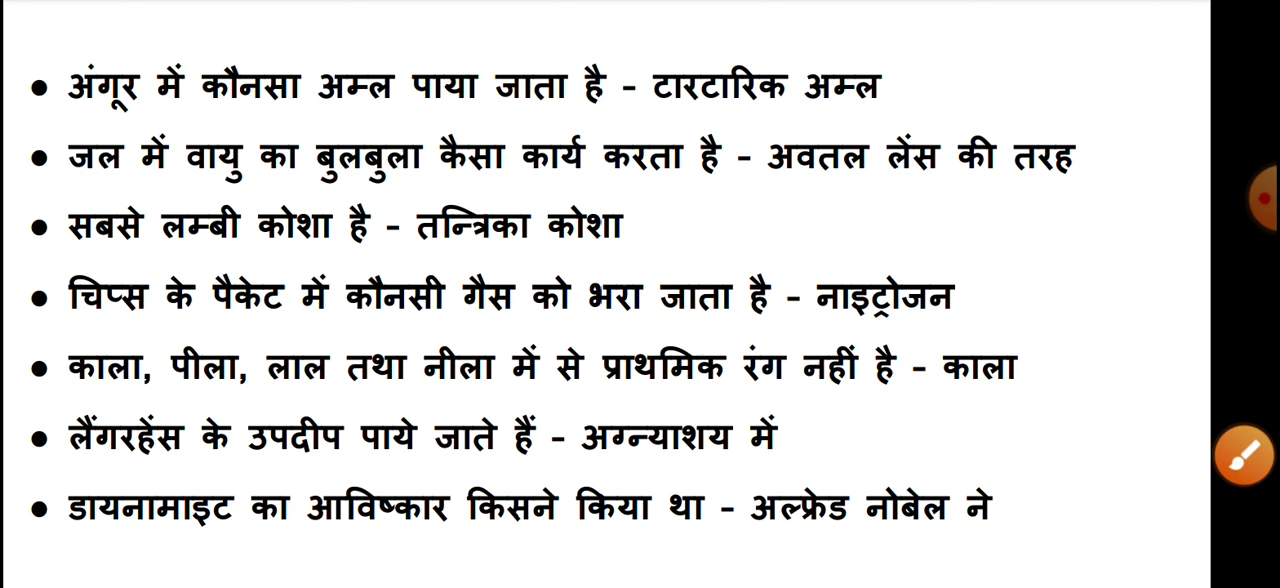 ● अंगूर में कौनसा अम्ल पाया जाता है - टारटारिक अम्ल
● जल में वायु का बुलबुला कैसा कार्य करता है - अवतल लेंस की तरह
● सबसे लम्बी कोशा है - तन्त्रिका कोशा
● चिप्स के पैकेट में कौनसी गैस को भरा जाता है - नाइट्रोजन
● काला, पीला, लाल तथा नीला में से प्राथमिक रंग नहीं है - काला
● लैंगरहेंस के उपदीप पाये जाते हैं - अग्न्याशय में
● डायनामाइट का आविष्कार किसने किया था - अल्फ्रेड नोबेल ने